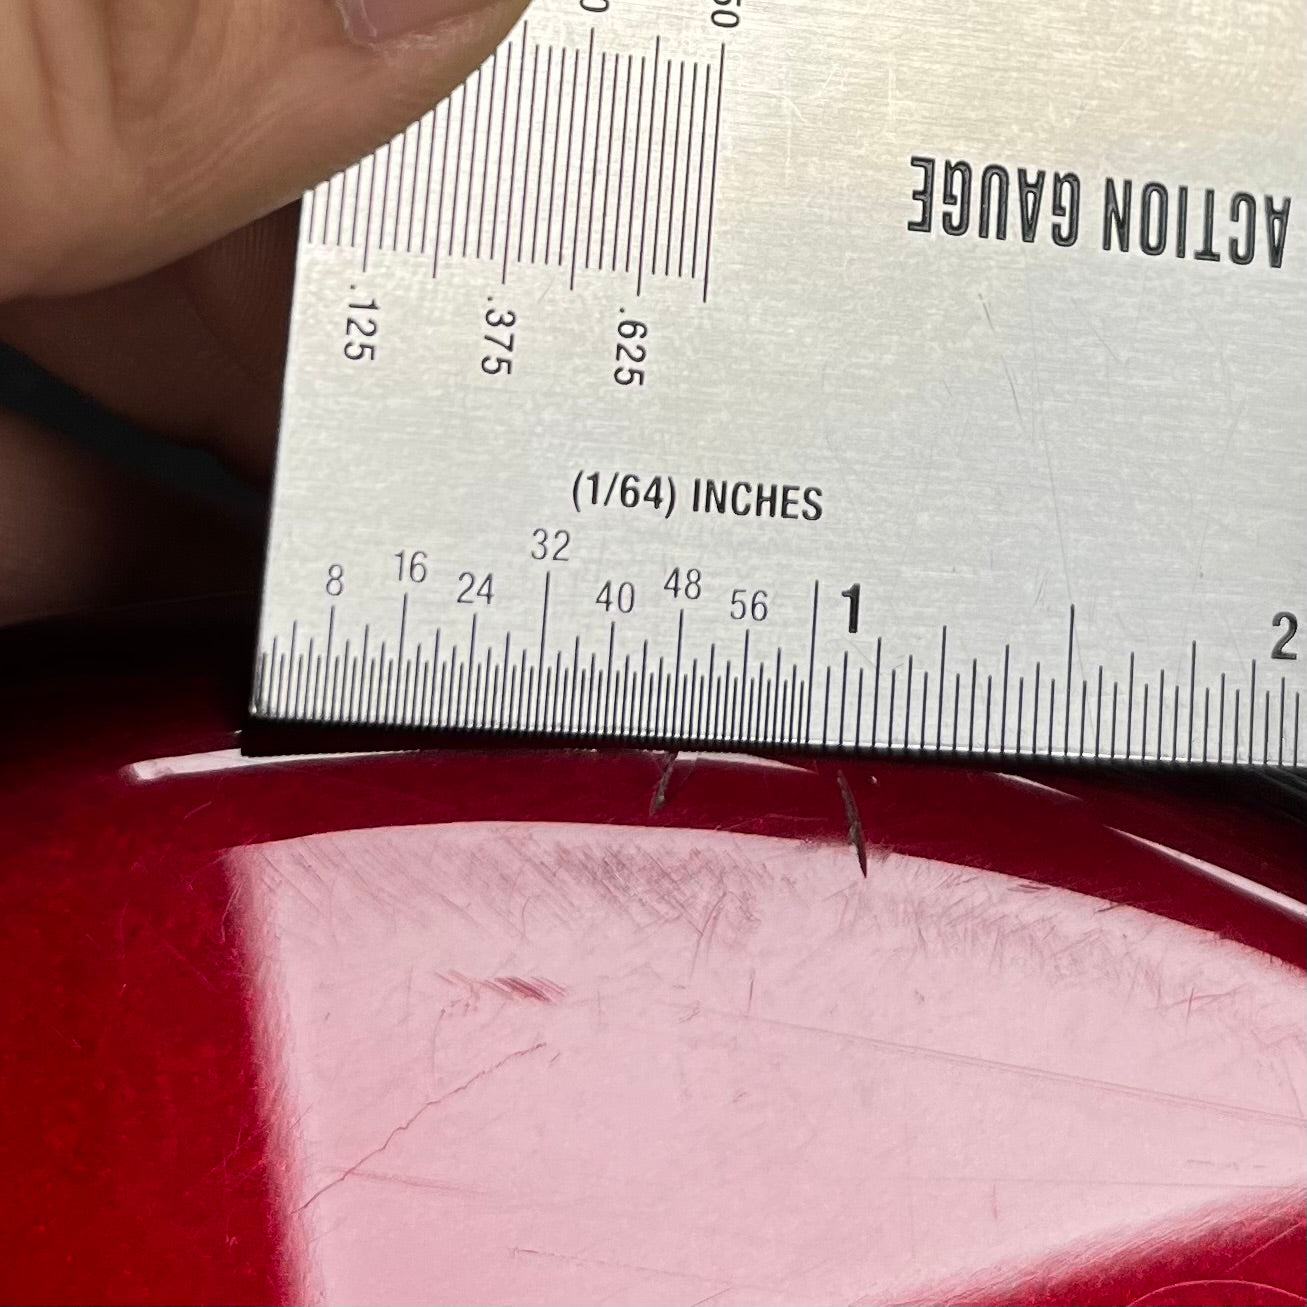 ACTION GAUGE
.125 .375 .625
(1/64) INCHES
8 16 24 32 40 48 56 1 2